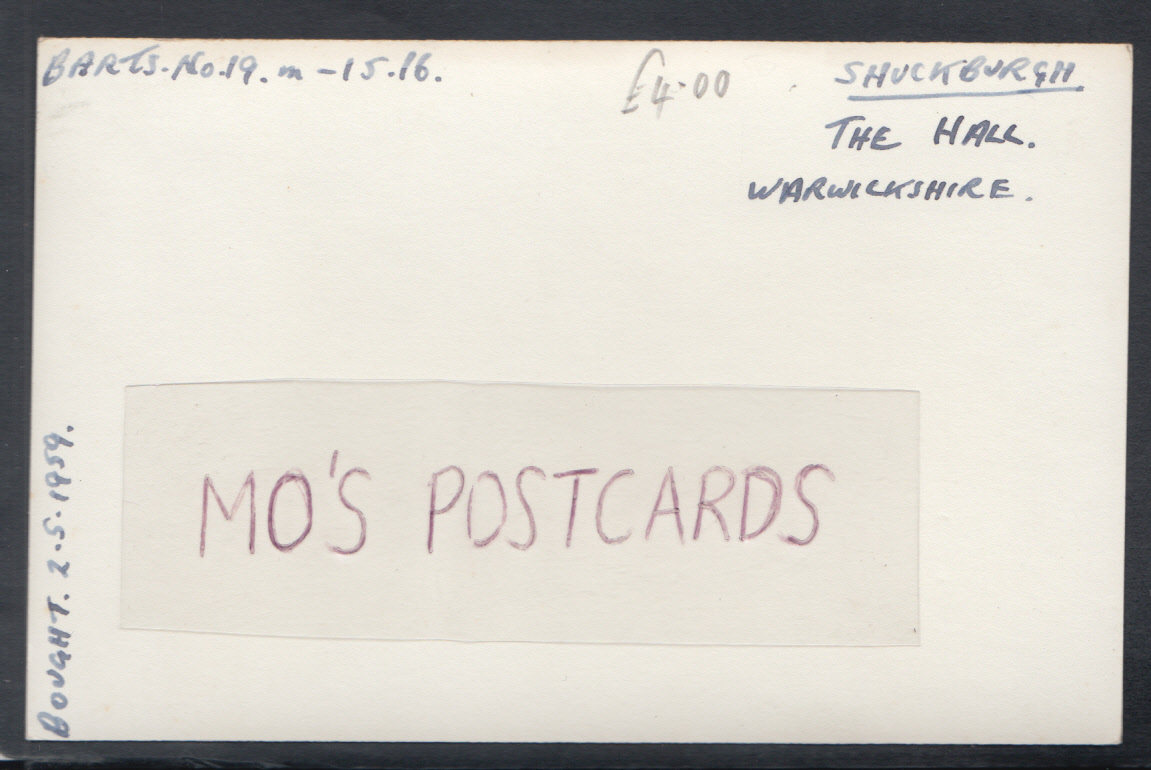 BARTS. No. 19. m - 15.16.
£4.00
SHUCKBURGH.
THE HALL.
WARWICKSHIRE.
MO'S POSTCARDS
BOUGHT. 2.5.1959.